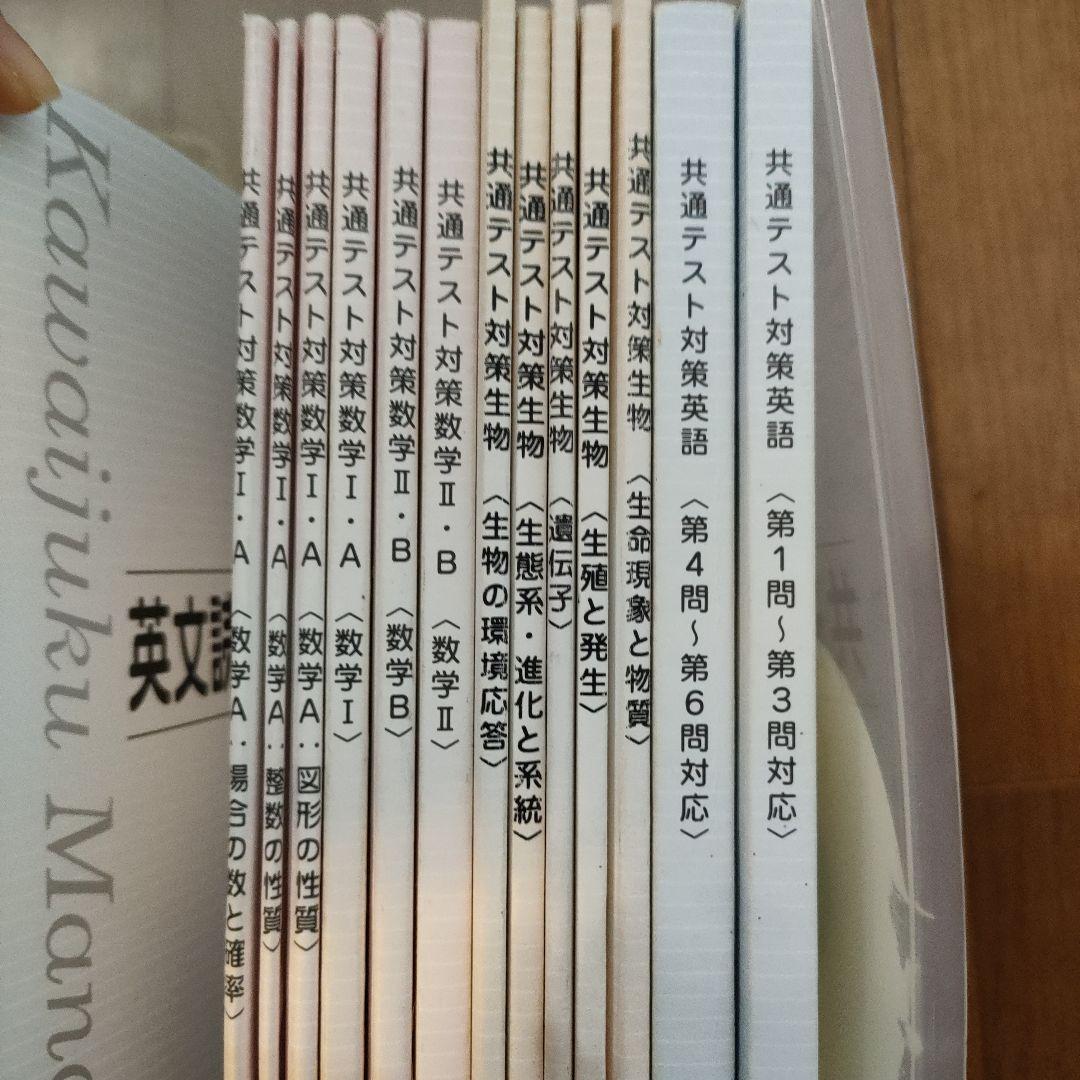 Kawaijuku Man
英文
共通テスト対策数学Ⅰ・A〈数学A:場合の数と確率〉
共通テスト対策数学Ⅰ・A〈数学A:整数の性質〉
共通テスト対策数学Ⅰ・A〈数学A:図形の性質〉
共通テスト対策数学Ⅰ・A〈数学Ⅰ〉
共通テスト対策数学Ⅱ・B〈数学B〉
共通テスト対策数学Ⅱ・B〈数学Ⅱ〉
共通テスト対策生物〈生物の環境応答〉
共通テスト対策生物〈生態系・進化と系統〉
共通テスト対策生物〈遺伝子〉
共通テスト対策生物〈生殖と発生〉
共通テスト対策生物〈生命現象と物質〉
共通テスト対策英語〈第4問~第6問対応〉
共通テスト対策英語〈第1問~第3問対応〉